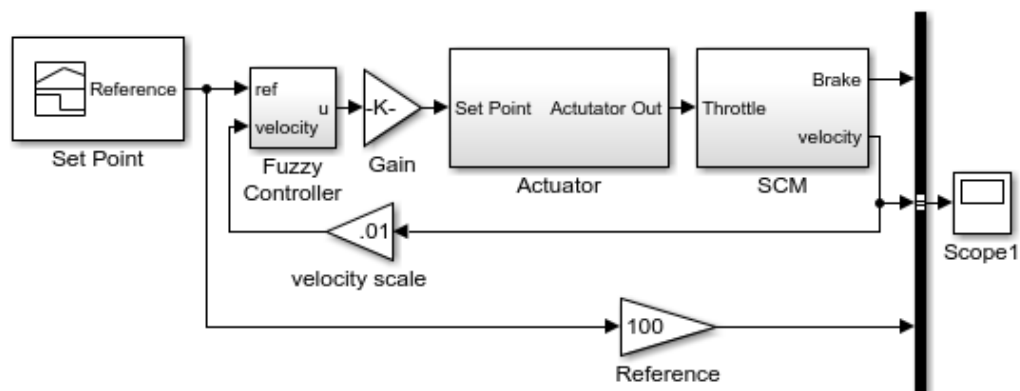 Reference
Set Point
ref
velocity
u
Fuzzy
Controller
-K-
Gain
Set Point
Actutator Out
Actuator
Throttle
Brake
velocity
SCM
.01
velocity scale
100
Reference
Scope1